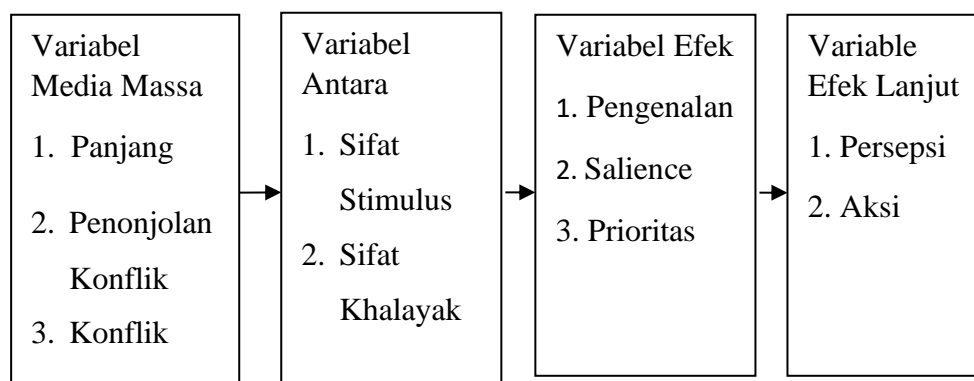 Variabel
Media Massa
1. Panjang
2. Penonjolan
Konflik
3. Konflik
Variabel
Antara
1. Sifat
Stimulus
2. Sifat
Khalayak
Variabel Efek
1. Pengenalan
2. Salience
3. Prioritas
Variable
Efek Lanjut
1. Persepsi
2. Aksi